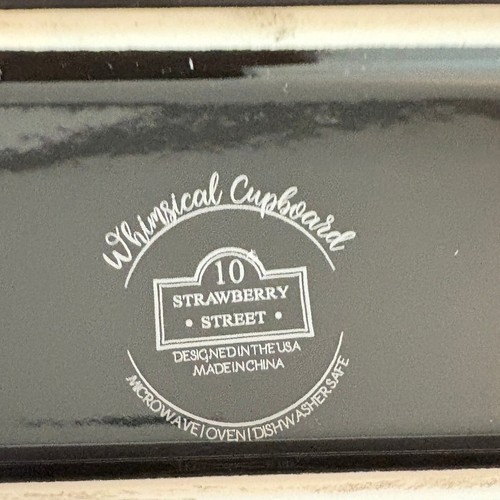 Whimsical Cupboard
10
STRAWBERRY
• STREET •
DESIGNED IN THE USA
MADE IN CHINA
MICROWAVE | OVEN | DISHWASHER SAFE